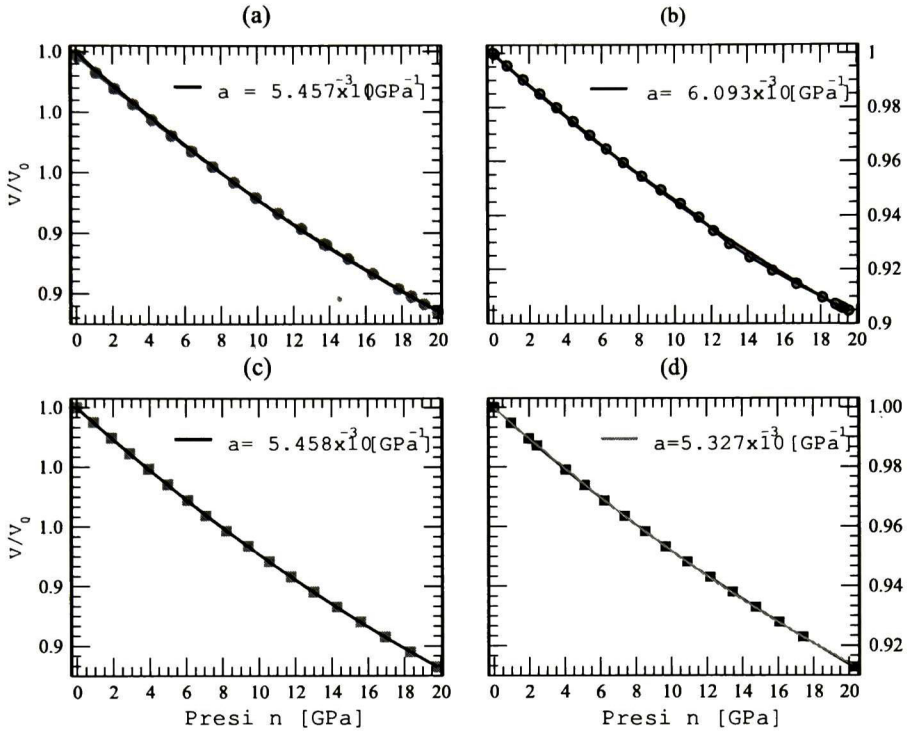 (a)
(b)
1.0
1.0
1.0
0.9
0.9
V/V0
a = 5.457x10-3[GPa-1]
0 2 4 6 8 10 12 14 16 18 20
1
0.98
0.96
0.94
0.92
0.9
a= 6.093x10-3[GPa-1]
0 2 4 6 8 10 12 14 16 18 20
(c)
(d)
1.0
1.0
1.0
0.9
0.9
V/V0
a= 5.458x10-3[GPa-1]
0 2 4 6 8 10 12 14 16 18 20
Presi n [GPa]
1.00
0.98
0.96
0.94
0.92
a=5.327x10-3[GPa-1]
0 2 4 6 8 10 12 14 16 18 20
Presi n [GPa]